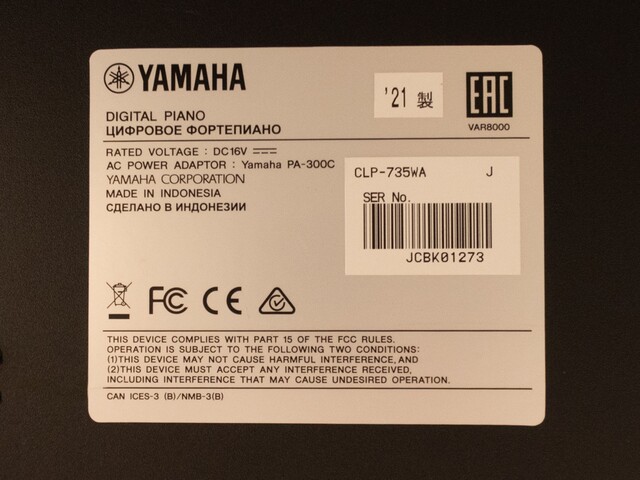 YAMAHA
'21 製
EAC
VAR8000
DIGITAL PIANO
ЦИФРОВОЕ ФОРТЕПИАНО
RATED VOLTAGE : DC16V
AC POWER ADAPTOR : Yamaha PA-300C
YAMAHA CORPORATION
MADE IN INDONESIA
СДЕЛАНО В ИНДОНЕЗИИ
CLP-735WA J
SER No.
JCBK01273
FC CE
THIS DEVICE COMPLIES WITH PART 15 OF THE FCC RULES.
OPERATION IS SUBJECT TO THE FOLLOWING TWO CONDITIONS:
(1)THIS DEVICE MAY NOT CAUSE HARMFUL INTERFERENCE, AND
(2)THIS DEVICE MUST ACCEPT ANY INTERFERENCE RECEIVED,
INCLUDING INTERFERENCE THAT MAY CAUSE UNDESIRED OPERATION.
CAN ICES-3 (B)/NMB-3(B)